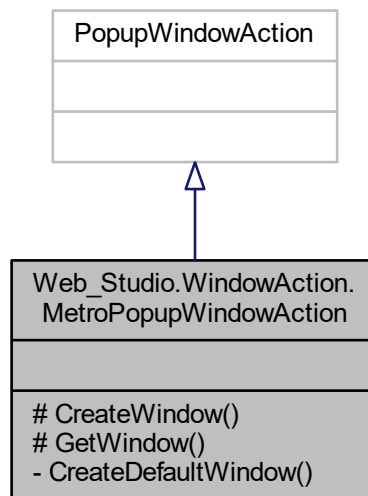 PopupWindowAction
Web_Studio.WindowAction.
MetroPopupWindowAction
# CreateWindow()
# GetWindow()
- CreateDefaultWindow()